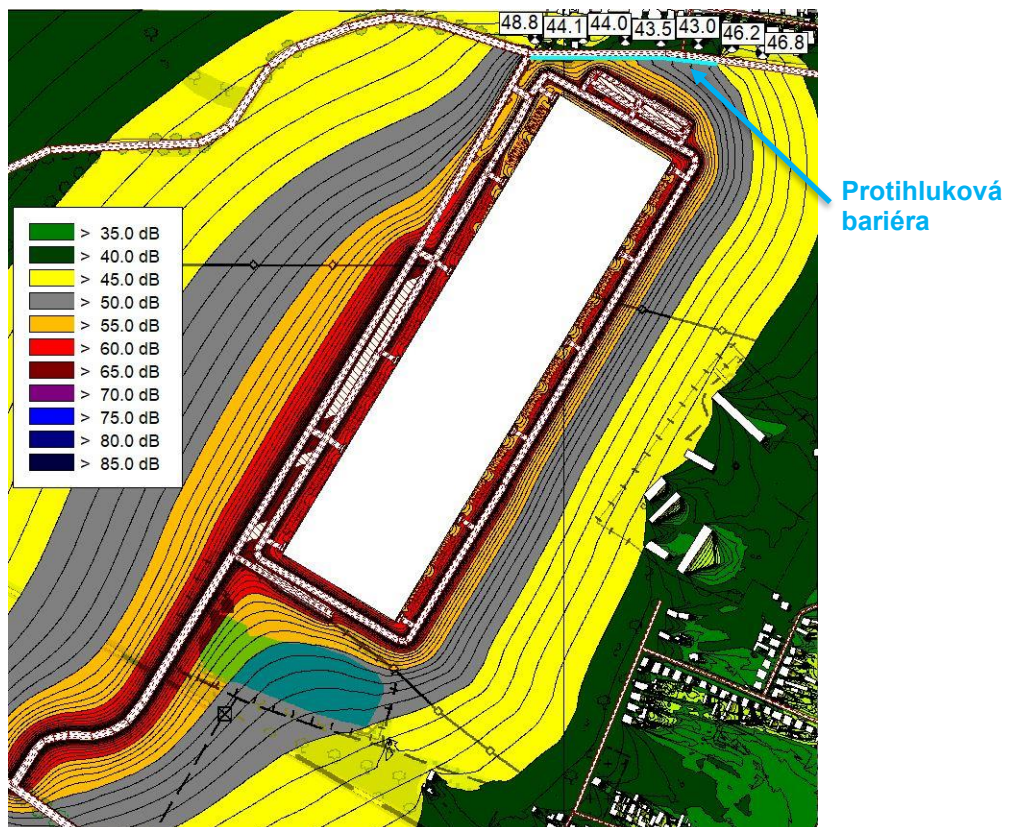 48.8 44.1 44.0 43.5 43.0 46.2 46.8
Protihluková
bariéra
> 35.0 dB
> 40.0 dB
> 45.0 dB
> 50.0 dB
> 55.0 dB
> 60.0 dB
> 65.0 dB
> 70.0 dB
> 75.0 dB
> 80.0 dB
> 85.0 dB